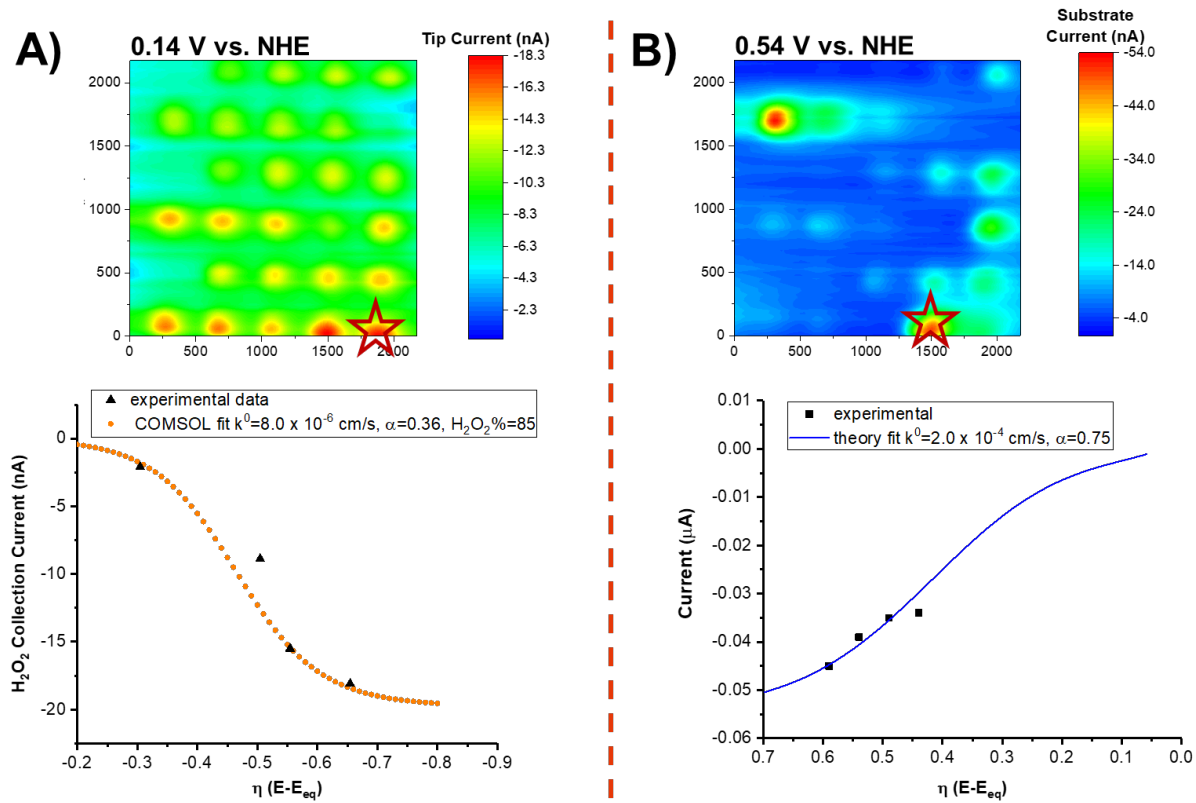 A)
0.14 V vs. NHE
Tip Current (nA)
-18.3
-16.3
-14.3
-12.3
-10.3
-8.3
-6.3
-4.3
-2.3
2000
1500
1000
500
0
0 500 1000 1500 2000
▲ experimental data
● COMSOL fit k⁰=8.0 x 10⁻⁶ cm/s, α=0.36, H₂O₂%=85
H₂O₂ Collection Current (nA)
0
-5
-10
-15
-20
-0.2 -0.3 -0.4 -0.5 -0.6 -0.7 -0.8 -0.9
η (E-Eeq)
B)
0.54 V vs. NHE
Substrate
Current (nA)
-54.0
-44.0
-34.0
-24.0
-14.0
-4.0
2000
1500
1000
500
0
0 500 1000 1500 2000
■ experimental
theory fit k⁰=2.0 x 10⁻⁴ cm/s, α=0.75
Current (μA)
0.01
0.00
-0.01
-0.02
-0.03
-0.04
-0.05
-0.06
0.7 0.6 0.5 0.4 0.3 0.2 0.1 0.0
η (E-Eeq)